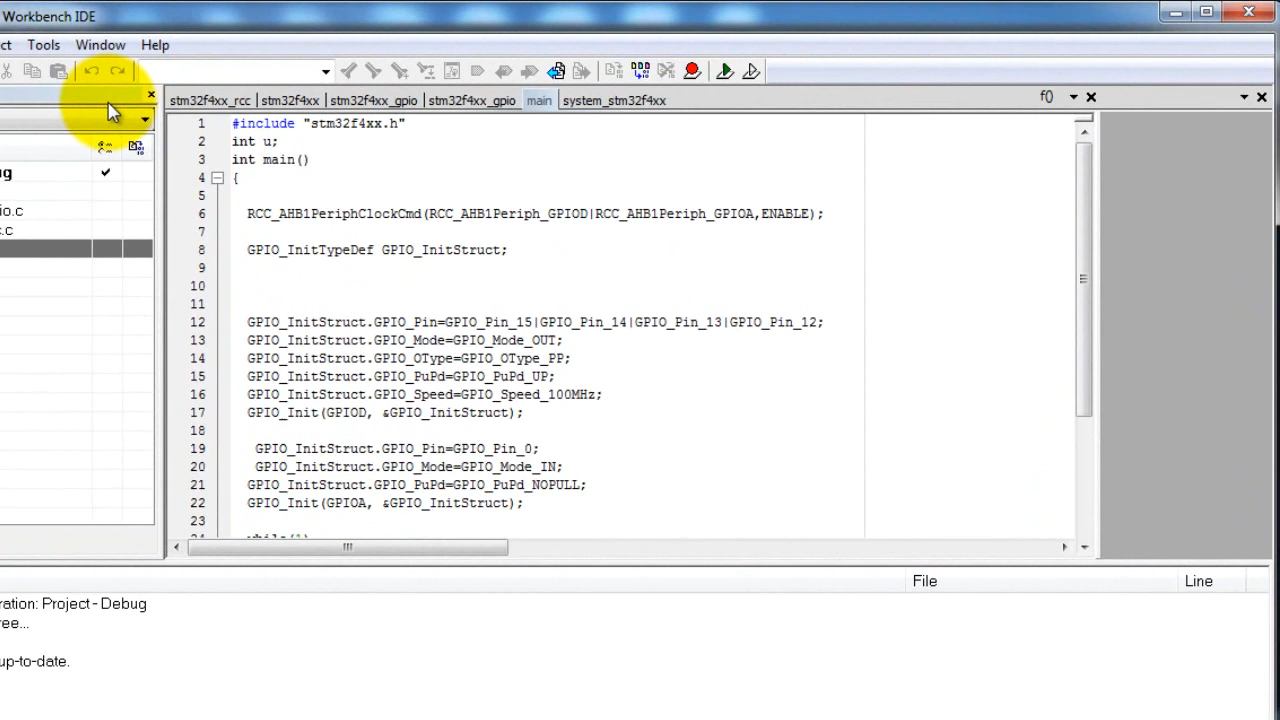 Workbench IDE
ct Tools Window Help
stm32f4xx_rcc | stm32f4xx | stm32f4xx_gpio | stm32f4xx_gpio main system_stm32f4xx f()
1 #include "stm32f4xx.h"
2 int u;
3 int main()
4 {
ug
5
6 RCC_AHB1PeriphClockCmd(RCC_AHB1Periph_GPIOD|RCC_AHB1Periph_GPIOA,ENABLE);
io.c
7
c.c
8 GPIO_InitTypeDef GPIO_InitStruct;
9
10
11
12 GPIO_InitStruct.GPIO_Pin=GPIO_Pin_15|GPIO_Pin_14|GPIO_Pin_13|GPIO_Pin_12;
13 GPIO_InitStruct.GPIO_Mode=GPIO_Mode_OUT;
14 GPIO_InitStruct.GPIO_OType=GPIO_OType_PP;
15 GPIO_InitStruct.GPIO_PuPd=GPIO_PuPd_UP;
16 GPIO_InitStruct.GPIO_Speed=GPIO_Speed_100MHz;
17 GPIO_Init(GPIOD, &GPIO_InitStruct);
18
19 GPIO_InitStruct.GPIO_Pin=GPIO_Pin_0;
20 GPIO_InitStruct.GPIO_Mode=GPIO_Mode_IN;
21 GPIO_InitStruct.GPIO_PuPd=GPIO_PuPd_NOPULL;
22 GPIO_Init(GPIOA, &GPIO_InitStruct);
23
24 while(1)
File Line
ration: Project - Debug
ree...
up-to-date.